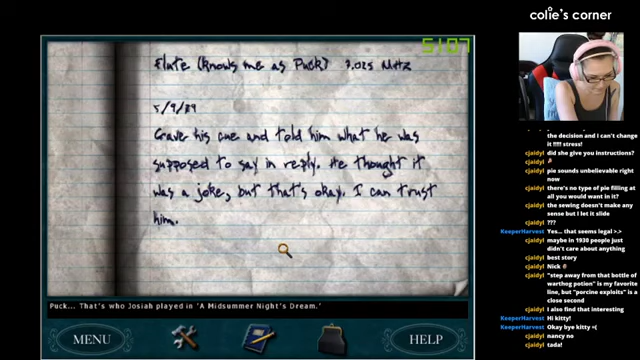 colie's corner
5107
Flute (knows me as Puck) 3.025 MHz
5/9/39
Gave his cue and told him what he was
supposed to say in reply. He thought it
was a joke, but that's okay. I can trust
him.
Puck... That's who Josiah played in 'A Midsummer Night's Dream.'
MENU
HELP
the decision and I can't change
it !!!!! stress!
cjaidyl did she give you instructions?
cjaidyl
cjaidyl pie sounds unbelievable right
now
cjaidyl there's no type of pie filling at
all you would want in it?
cjaidyl the sewing don't make any
sense but I let it slide
cjaidyl ???
KeeperHarvest Yes... that seems legal >.>
cjaidyl maybe in 1930 people just
didn't care about anything
cjaidyl best story
cjaidyl Nick
cjaidyl "step away from that bottle of
warthog potion" is my favorite
line, but "porcine exploits" is a
close second
cjaidyl I also find that interesting
KeeperHarvest Hi kitty!
KeeperHarvest Okay bye kitty =(
cjaidyl nancy no
cjaidyl tada!